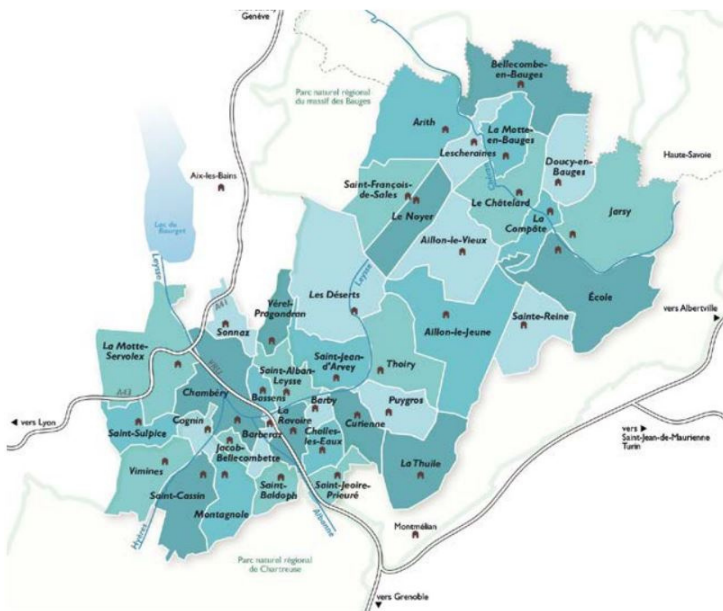 vers
Genève
Parc naturel régional
du massif des Bauges
Bellecombe-
en-Bauges
Arith
La Motte-
en-Bauges
Lescheraines
Doucy-en-
Bauges
Haute-Savoie
Aix-les-Bains
Saint-François-
de-Sales
Le Châtelard
Le Noyer
La
Compôte
Jarsy
Lac du
Bourget
Leysse
Aillon-le-Vieux
Leysse
École
Les Déserts
A41
Vérel-
Pragondran
Sonnaz
Aillon-le-Jeune
Sainte-Reine
vers Albertville
La Motte-
Servolex
Saint-Jean-
d'Arvey
Thoiry
Saint-Alban-
Leysse
Chambéry
Bassens
A43
Barby
Puygros
La
Ravoire
Curienne
vers Lyon
Cognin
Saint-Sulpice
Barberaz
Challes-
les-Eaux
vers
Saint-Jean-de-Maurienne
Turin
Jacob-
Bellecombette
Vimines
La Thuile
Saint-Cassin
Saint-
Baldoph
Saint-Jeoire-
Prieuré
Montagnole
Albanne
Hyères
Montmélian
Parc naturel régional
de Chartreuse
vers Grenoble